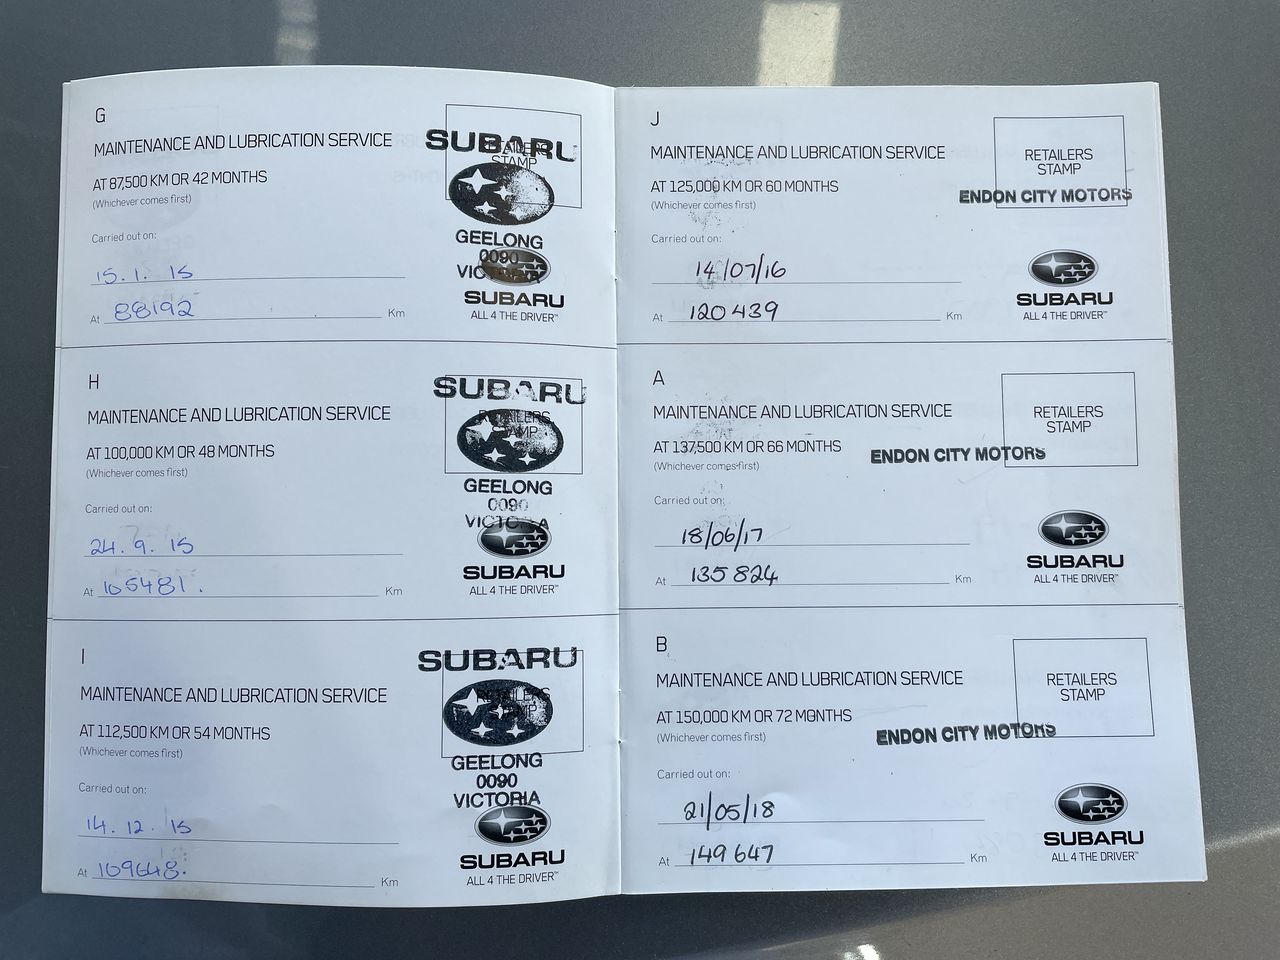 G
MAINTENANCE AND LUBRICATION SERVICE
AT 87,500 KM OR 42 MONTHS
(Whichever comes first)
Carried out on:
15. 1. 15
At 88192 Km
RETAILERS
STAMP
SUBARU
GEELONG
0090
VICTORIA
SUBARU
ALL 4 THE DRIVER™
H
MAINTENANCE AND LUBRICATION SERVICE
AT 100,000 KM OR 48 MONTHS
(Whichever comes first)
Carried out on:
24. 9. 15
At 105481. Km
RETAILERS
STAMP
SUBARU
GEELONG
0090
VICTORIA
SUBARU
ALL 4 THE DRIVER™
I
MAINTENANCE AND LUBRICATION SERVICE
AT 112,500 KM OR 54 MONTHS
(Whichever comes first)
Carried out on:
14. 12. 15
At 109648. Km
RETAILERS
STAMP
SUBARU
GEELONG
0090
VICTORIA
SUBARU
ALL 4 THE DRIVER™
J
MAINTENANCE AND LUBRICATION SERVICE
AT 125,000 KM OR 60 MONTHS
(Whichever comes first)
Carried out on:
14/07/16
At 120439 Km
RETAILERS
STAMP
ENDON CITY MOTORS
SUBARU
ALL 4 THE DRIVER™
A
MAINTENANCE AND LUBRICATION SERVICE
AT 137,500 KM OR 66 MONTHS
(Whichever comes first)
Carried out on:
18/06/17
At 135824 Km
RETAILERS
STAMP
ENDON CITY MOTORS
SUBARU
ALL 4 THE DRIVER™
B
MAINTENANCE AND LUBRICATION SERVICE
AT 150,000 KM OR 72 MONTHS
(Whichever comes first)
Carried out on:
21/05/18
At 149647 Km
RETAILERS
STAMP
ENDON CITY MOTORS
SUBARU
ALL 4 THE DRIVER™